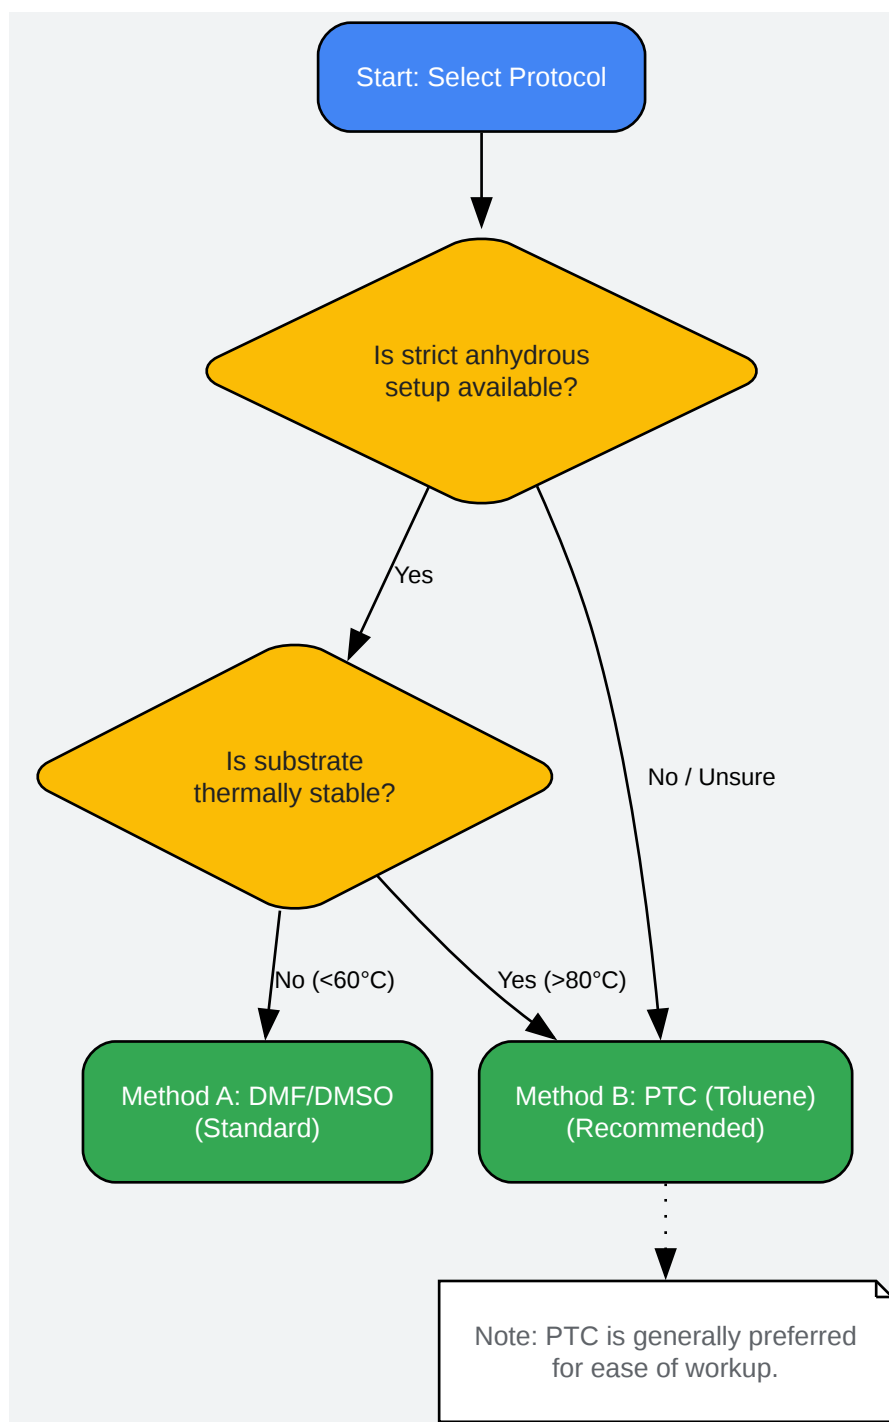 Start: Select Protocol
Is strict anhydrous
setup available?
Yes
Is substrate
thermally stable?
No / Unsure
No (<60°C)
Yes (>80°C)
Method A: DMF/DMSO
(Standard)
Method B: PTC (Toluene)
(Recommended)
Note: PTC is generally preferred
for ease of workup.